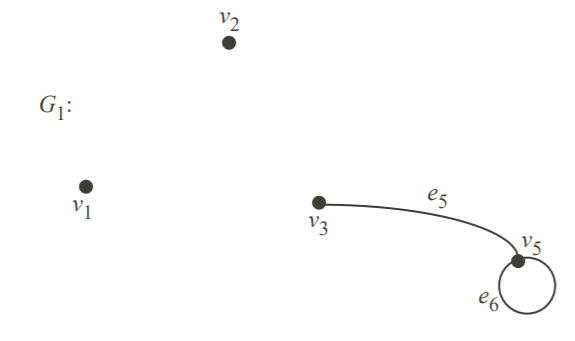 v₂
G₁:
v₁
v₃
e₅
v₅
e₆